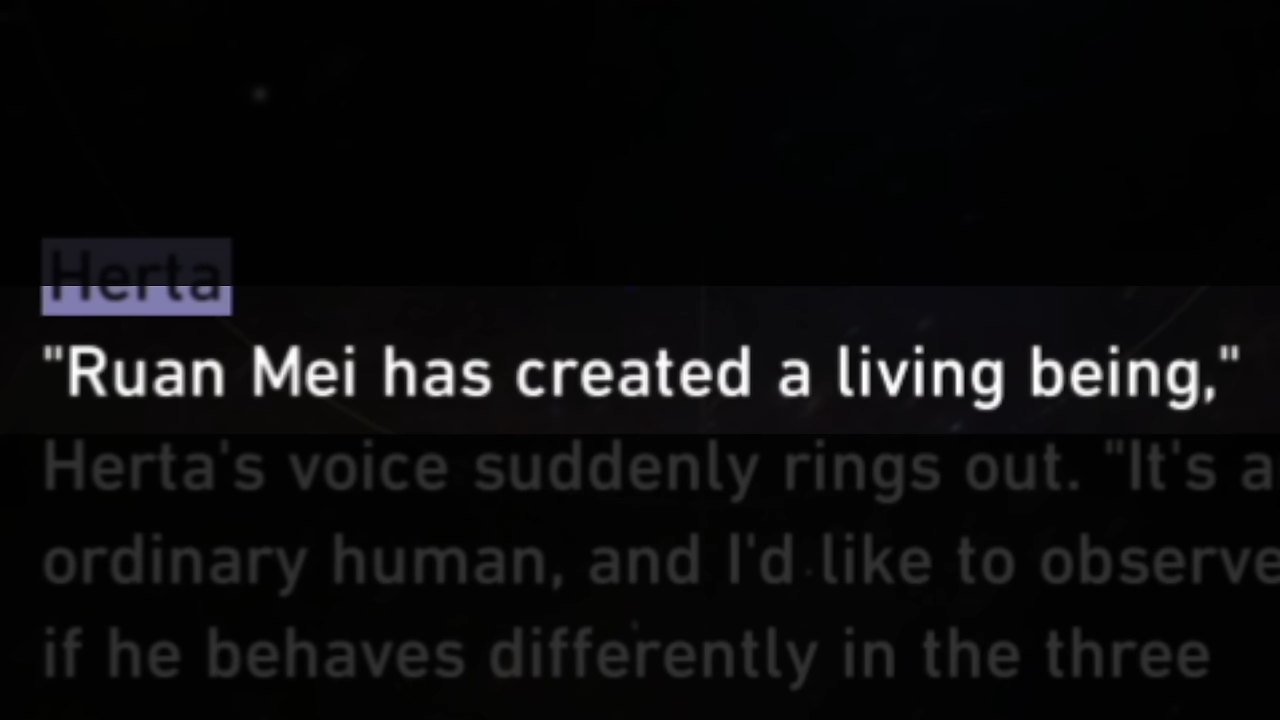 Herta
"Ruan Mei has created a living being,"
Herta's voice suddenly rings out. "It's a
ordinary human, and I'd like to observe
if he behaves differently in the three